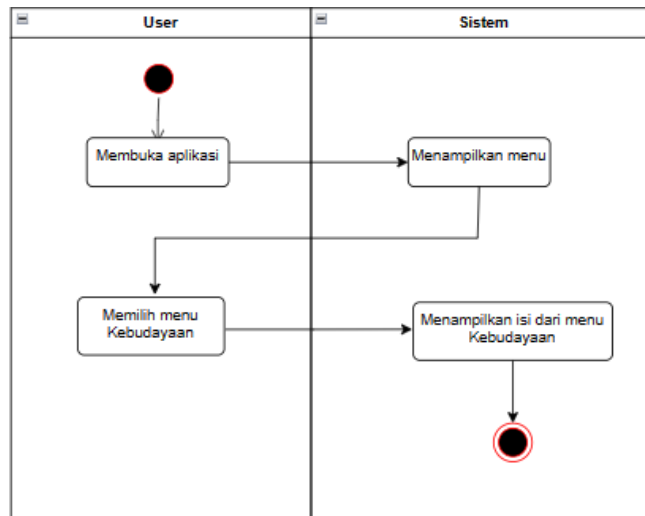 User
Sistem
Membuka aplikasi
Menampilkan menu
Memilih menu
Kebudayaan
Menampilkan isi dari menu
Kebudayaan